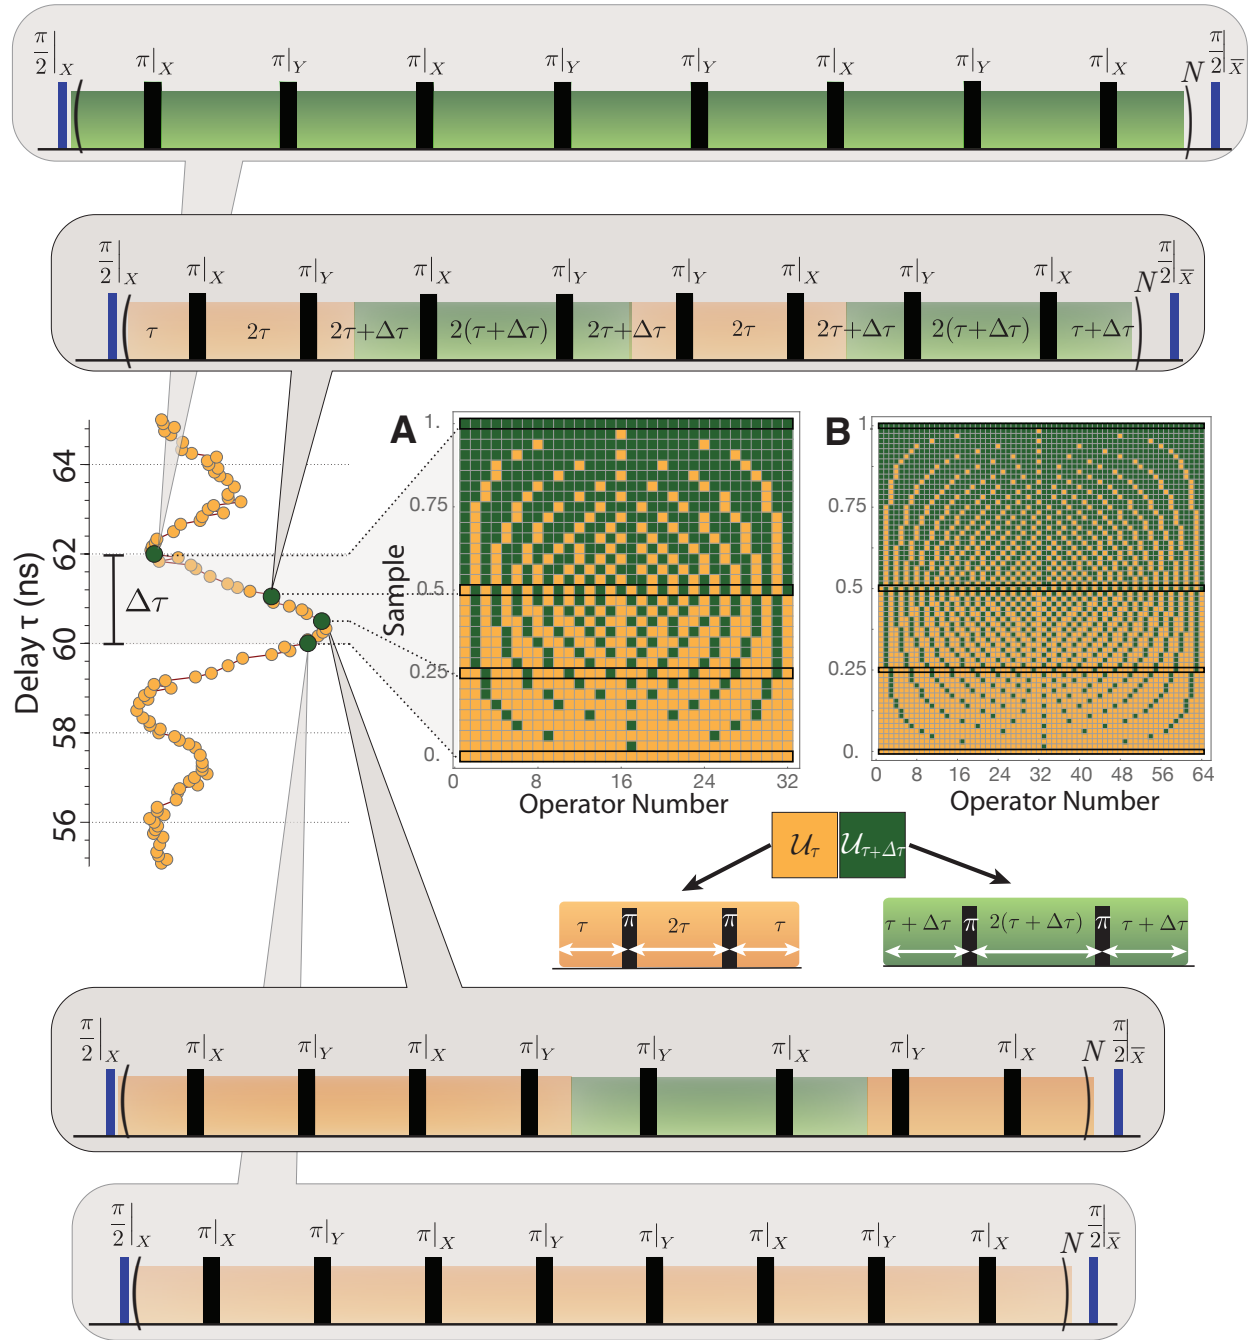 π/2|X π|X π|Y π|X π|Y π|Y π|X π|Y π|X N π/2|X̅
π/2|X π|X π|Y π|X π|Y π|Y π|X π|Y π|X N π/2|X̅
τ 2τ 2τ+Δτ 2(τ+Δτ) 2τ+Δτ 2τ 2τ+Δτ 2(τ+Δτ) τ+Δτ
Delay τ (ns)
64
62
60
58
56
Δτ
A
Sample
1.
0.75
0.5
0.25
0.
0 8 16 24 32
Operator Number
B
1.
0.75
0.5
0.25
0.
0 8 16 24 32 40 48 56 64
Operator Number
𝒰τ 𝒰τ+Δτ
τ π 2τ π τ
τ + Δτ π 2(τ + Δτ) π τ + Δτ
π/2|X π|X π|Y π|X π|Y π|Y π|X π|Y π|X N π/2|X̅
π/2|X π|X π|Y π|X π|Y π|Y π|X π|Y π|X N π/2|X̅